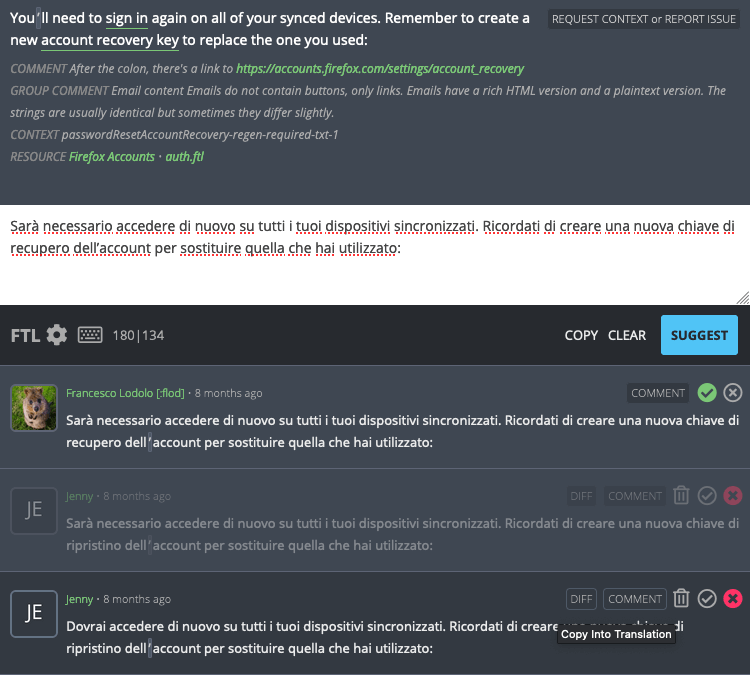 You'll need to sign in again on all of your synced devices. Remember to create a
REQUEST CONTEXT or REPORT ISSUE
new account recovery key to replace the one you used:
COMMENT After the colon, there's a link to https://accounts.firefox.com/settings/account_recovery
GROUP COMMENT Email content Emails do not contain buttons, only links. Emails have a rich HTML version and a plaintext version. The
strings are usually identical but sometimes they differ slightly.
CONTEXT passwordResetAccountRecovery-regen-required-txt-1
RESOURCE Firefox Accounts • auth.ftl
Sarà necessario accedere di nuovo su tutti i tuoi dispositivi sincronizzati. Ricordati di creare una nuova chiave di
recupero dell’account per sostituire quella che hai utilizzato:
FTL 180|134 COPY CLEAR SUGGEST
Francesco Lodolo [:flod] • 8 months ago COMMENT
Sarà necessario accedere di nuovo su tutti i tuoi dispositivi sincronizzati. Ricordati di creare una nuova chiave di
recupero dell’account per sostituire quella che hai utilizzato:
JE
Jenny • 8 months ago DIFF COMMENT
Sarà necessario accedere di nuovo su tutti i tuoi dispositivi sincronizzati. Ricordati di creare una nuova chiave di
ripristino dell’account per sostituire quella che hai utilizzato:
JE
Jenny • 8 months ago DIFF COMMENT
Dovrai accedere di nuovo su tutti i tuoi dispositivi sincronizzati. Ricordati di creare di
Copy Into Translation
ripristino dell’account per sostituire quella che hai utilizzato: